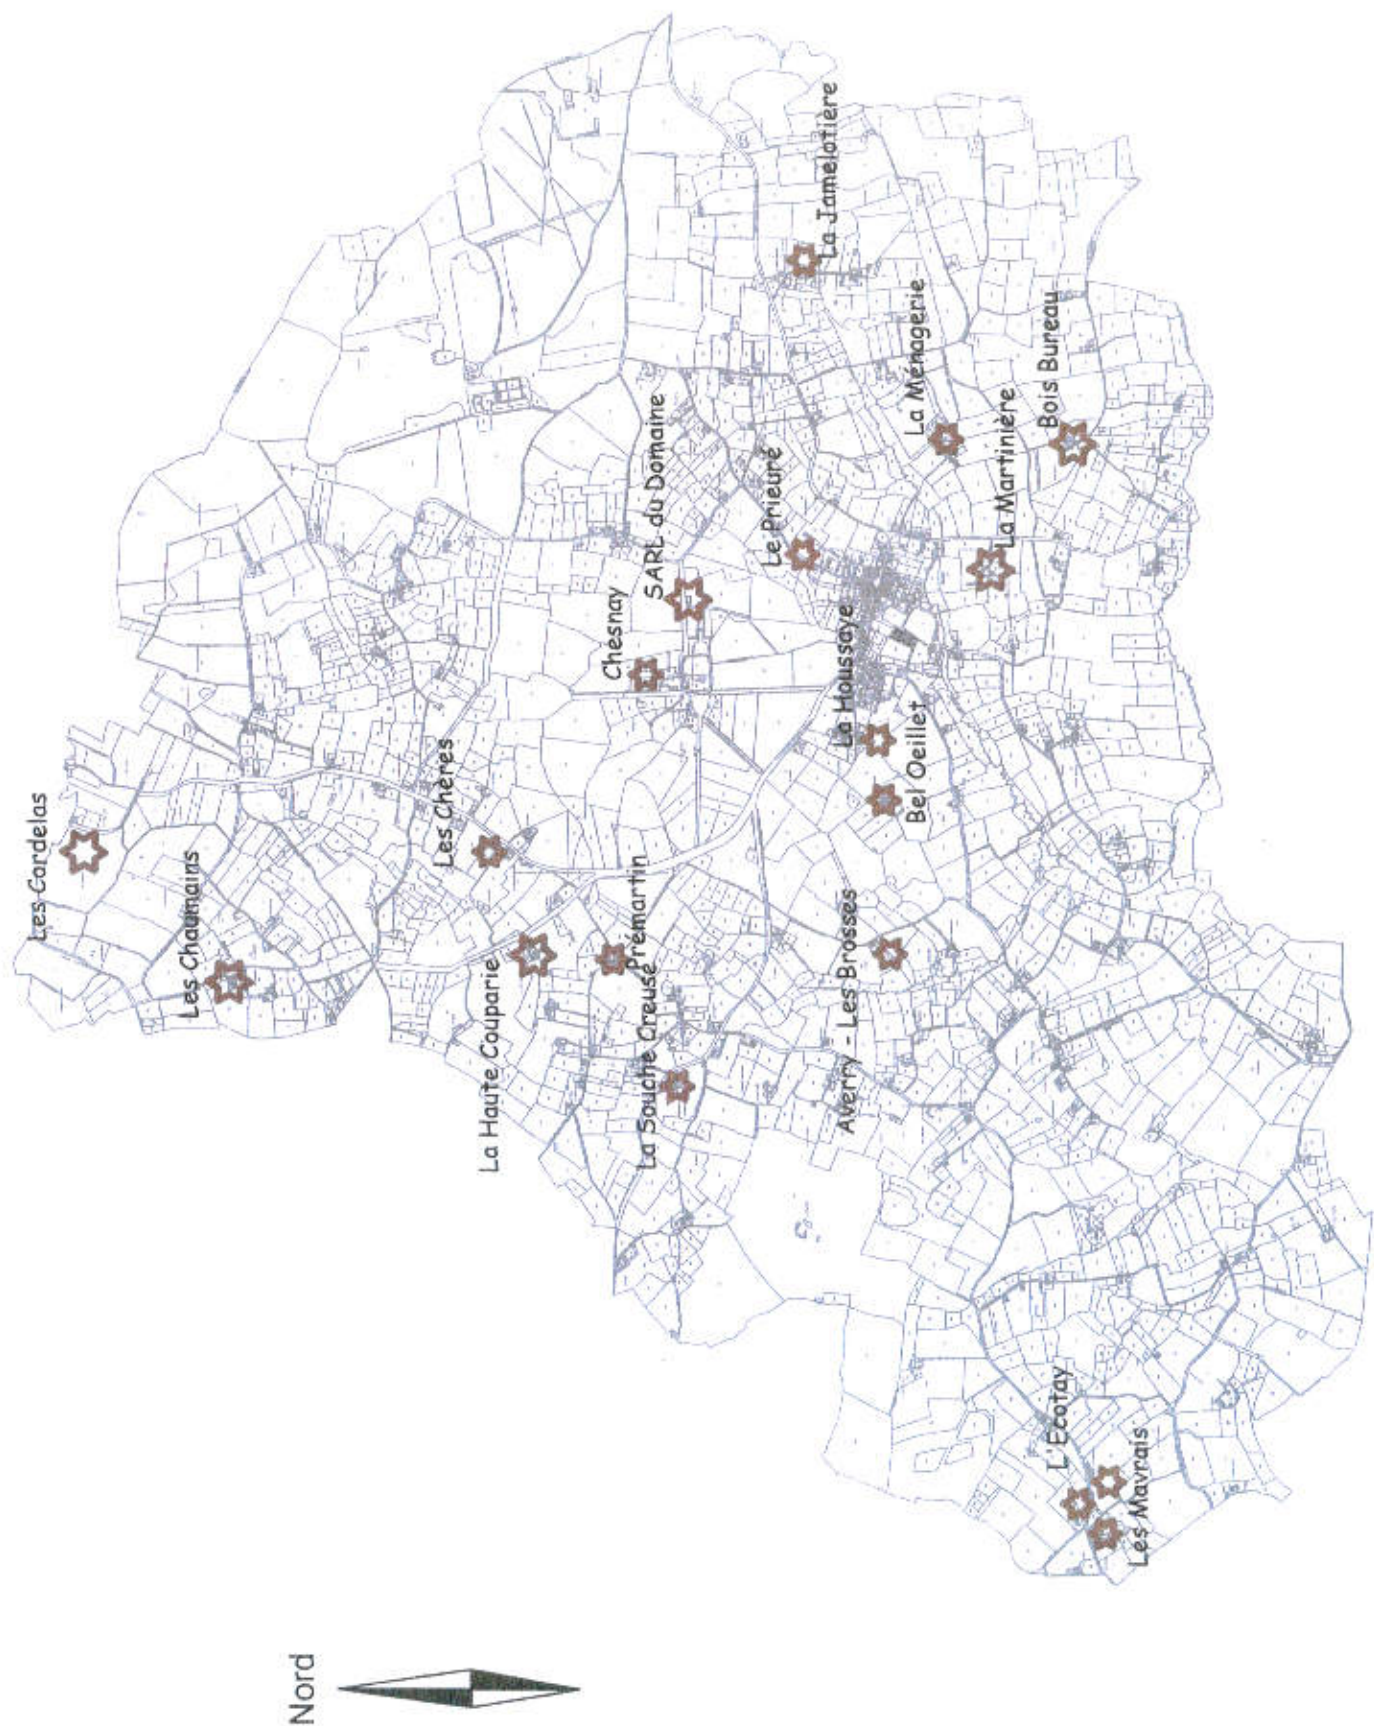 Les Cordelas
Les Chaumains
Les Chères
La Haute Couparie
Prémartin
La Souche Creuse
Chesnay
SARL du Domaine
Le Prieuré
La Jamelotière
La Houssaye
Bel Oeillet
Averry - Les Brosses
La Ménagerie
La Martinière
Bois Bureau
L'Ecotay
Les Mavrais
Nord